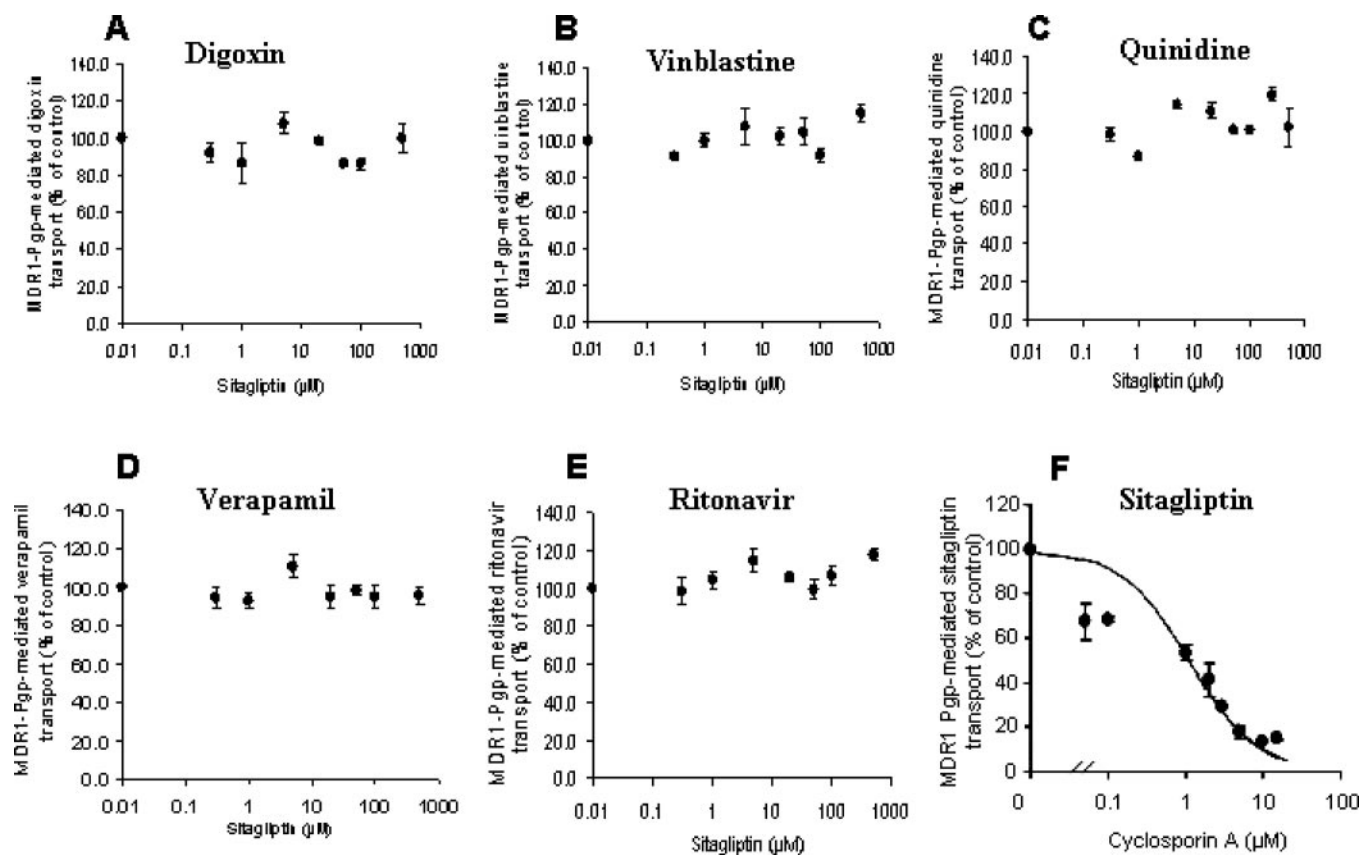 A
Digoxin
MDR1-Pgp-mediated digoxin
transport (% of control)
140.0
120.0
100.0
80.0
60.0
40.0
20.0
0.0
0.01 0.1 1 10 100 1000
Sitagliptin (µM)
B
Vinblastine
MDR1-Pgp-mediated vinblastine
transport (% of control)
140.0
120.0
100.0
80.0
60.0
40.0
20.0
0.0
0.01 0.1 1 10 100 1000
Sitagliptin (µM)
C
Quinidine
MDR1-Pgp-mediated quinidine
transport (% of control)
140.0
120.0
100.0
80.0
60.0
40.0
20.0
0.0
0.01 0.1 1 10 100 1000
Sitagliptin (µM)
D
Verapamil
MDR1-Pgp-mediated verapamil
transport (% of control)
140.0
120.0
100.0
80.0
60.0
40.0
20.0
0.0
0.01 0.1 1 10 100 1000
Sitagliptin (µM)
E
Ritonavir
MDR1-Pgp-mediated ritonavir
transport (% of control)
140.0
120.0
100.0
80.0
60.0
40.0
20.0
0.0
0.01 0.1 1 10 100 1000
Sitagliptin (µM)
F
Sitagliptin
MDR1 Pgp-mediated sitagliptin
transport (% of control)
120
100
80
60
40
20
0
0 0.1 1 10 100
Cyclosporin A (µM)